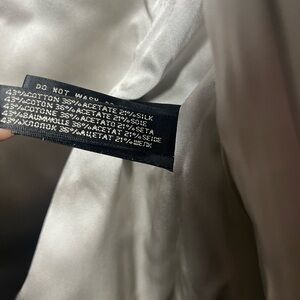 DO NOT WASH
43%COTTON 36%ACETATE 21%SILK
43%COTON 36%ACETATE 21%SOIE
43%COTONE 36%ACETATO 21%SETA
43%BAUMWOLLE 36%ACETAT 21%SEIDE
43%ХЛОПОК 36%АЦЕТАТ 21%ШЕЛК